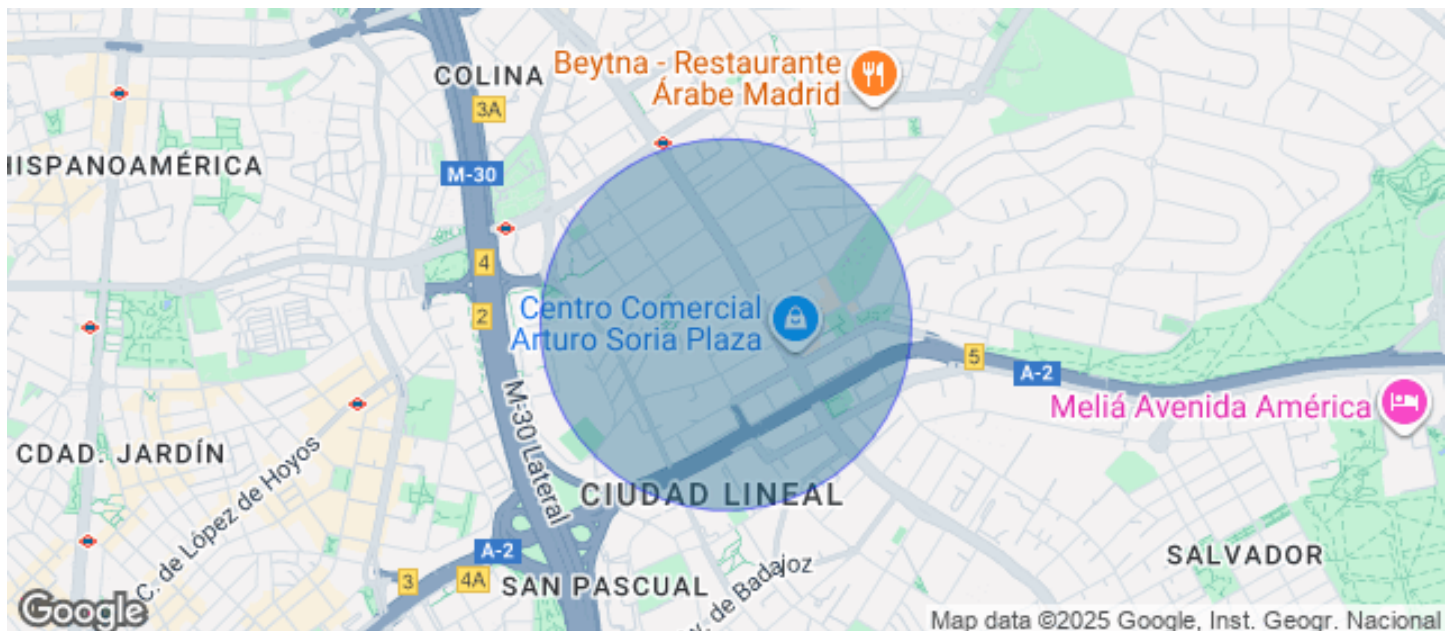 COLINA
Beytna - Restaurante
Árabe Madrid
3A
HISPANOAMÉRICA
M-30
4
2
Centro Comercial
Arturo Soria Plaza
5
A-2
Meliá Avenida América
M-30 Lateral
CDAD. JARDÍN
C. de López de Hoyos
CIUDAD LINEAL
A-2
SALVADOR
3
4A
SAN PASCUAL
v. de Badajoz
Google
Map data ©2025 Google, Inst. Geogr. Nacional